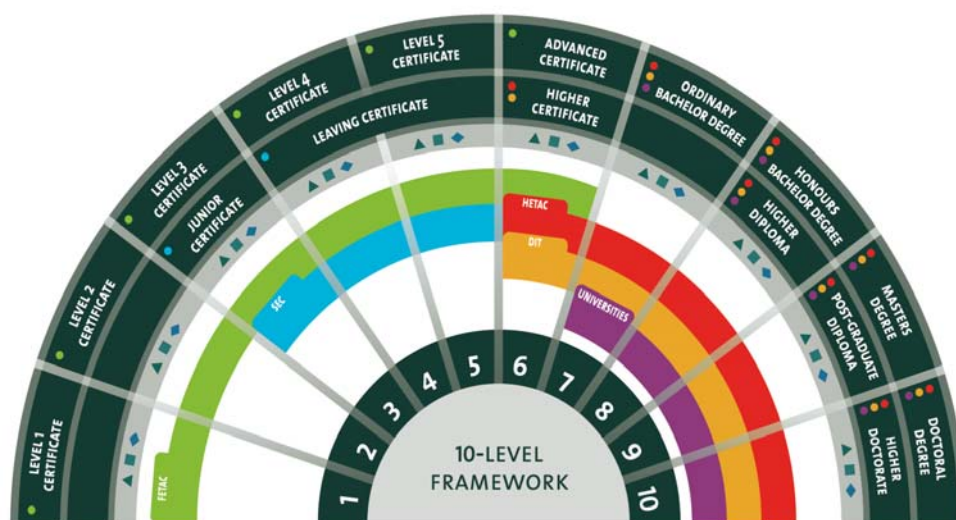 LEVEL 1
CERTIFICATE
LEVEL 2
CERTIFICATE
LEVEL 3
CERTIFICATE
LEVEL 4
CERTIFICATE
LEVEL 5
CERTIFICATE
ADVANCED
CERTIFICATE
ORDINARY
BACHELOR DEGREE
HONOURS
BACHELOR DEGREE
MASTERS
DEGREE
DOCTORAL
DEGREE
JUNIOR
CERTIFICATE
LEAVING CERTIFICATE
HIGHER
CERTIFICATE
HIGHER
DIPLOMA
POST-GRADUATE
DIPLOMA
HIGHER
DOCTORATE
FETAC
SEC
HETAC
DIT
UNIVERSITIES
1
2
3
4
5
6
7
8
9
10
10-LEVEL
FRAMEWORK